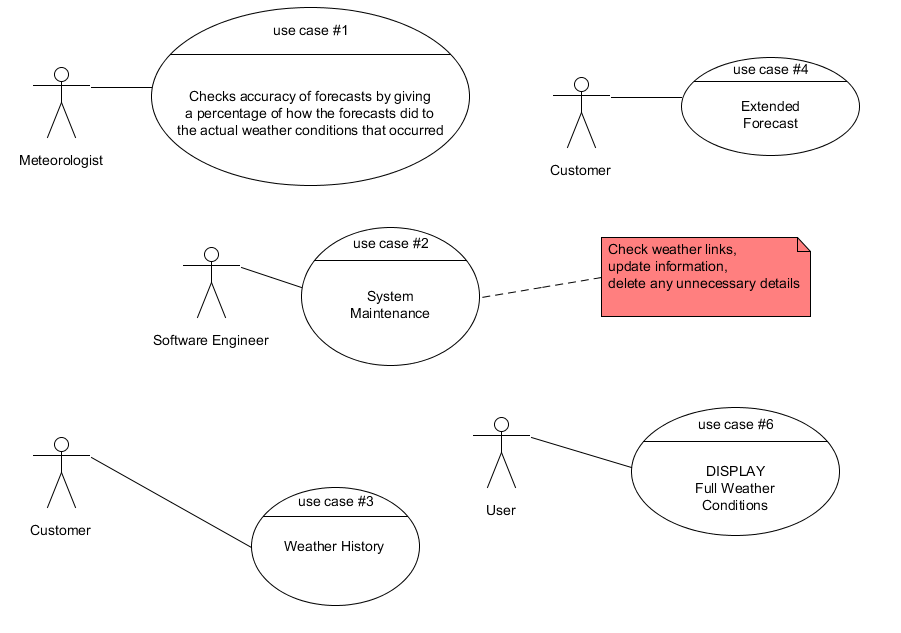 use case #1
Checks accuracy of forecasts by giving
a percentage of how the forecasts did to
the actual weather conditions that occurred
Meteorologist
use case #4
Extended
Forecast
Customer
use case #2
System
Maintenance
Software Engineer
Check weather links,
update information,
delete any unnecessary details
use case #3
Weather History
Customer
use case #6
DISPLAY
Full Weather
Conditions
User